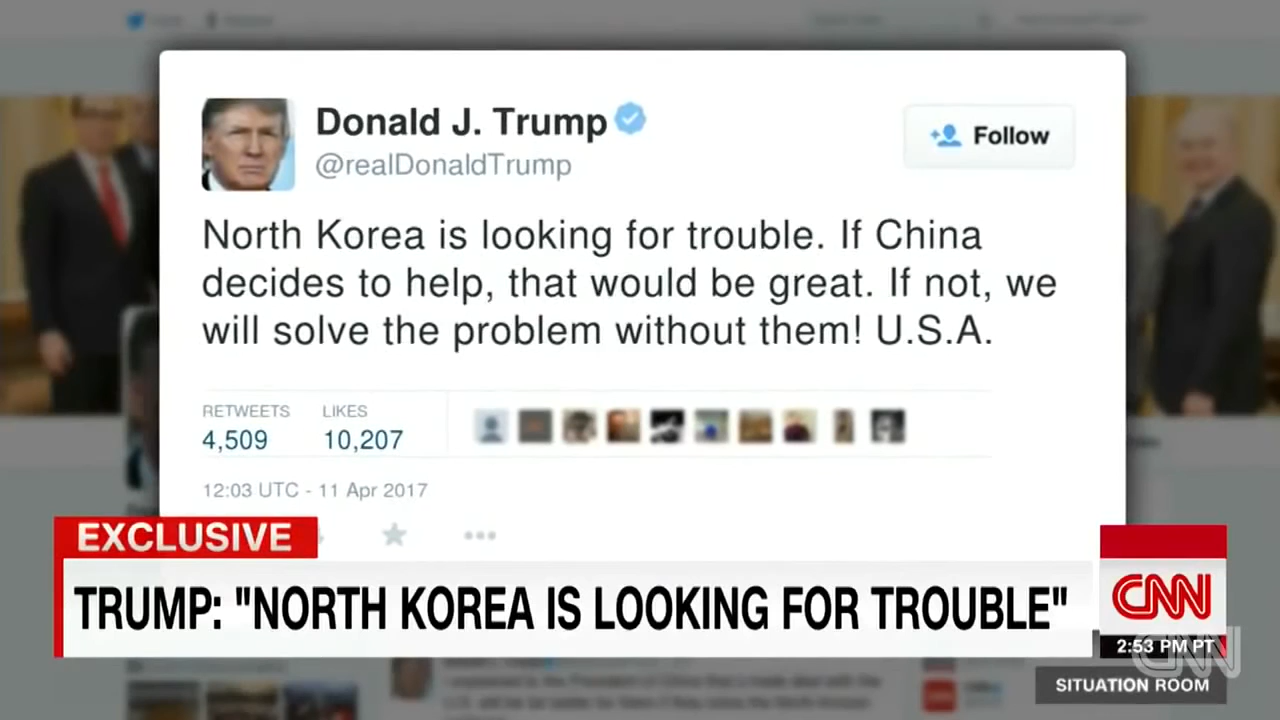 Donald J. Trump
@realDonaldTrump
Follow
North Korea is looking for trouble. If China
decides to help, that would be great. If not, we
will solve the problem without them! U.S.A.
RETWEETS LIKES
4,509 10,207
12:03 UTC - 11 Apr 2017
EXCLUSIVE
TRUMP: "NORTH KOREA IS LOOKING FOR TROUBLE"
CNN
2:53 PM PT
CNN
SITUATION ROOM